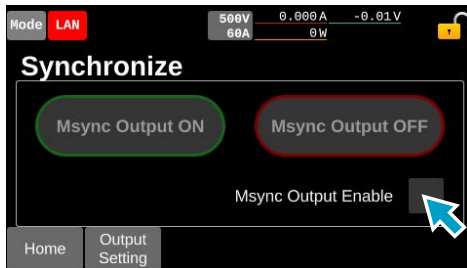 Mode LAN 500V 0.000A -0.01V
60A 0W
Synchronize
Msync Output ON Msync Output OFF
Msync Output Enable
Home Output
Setting